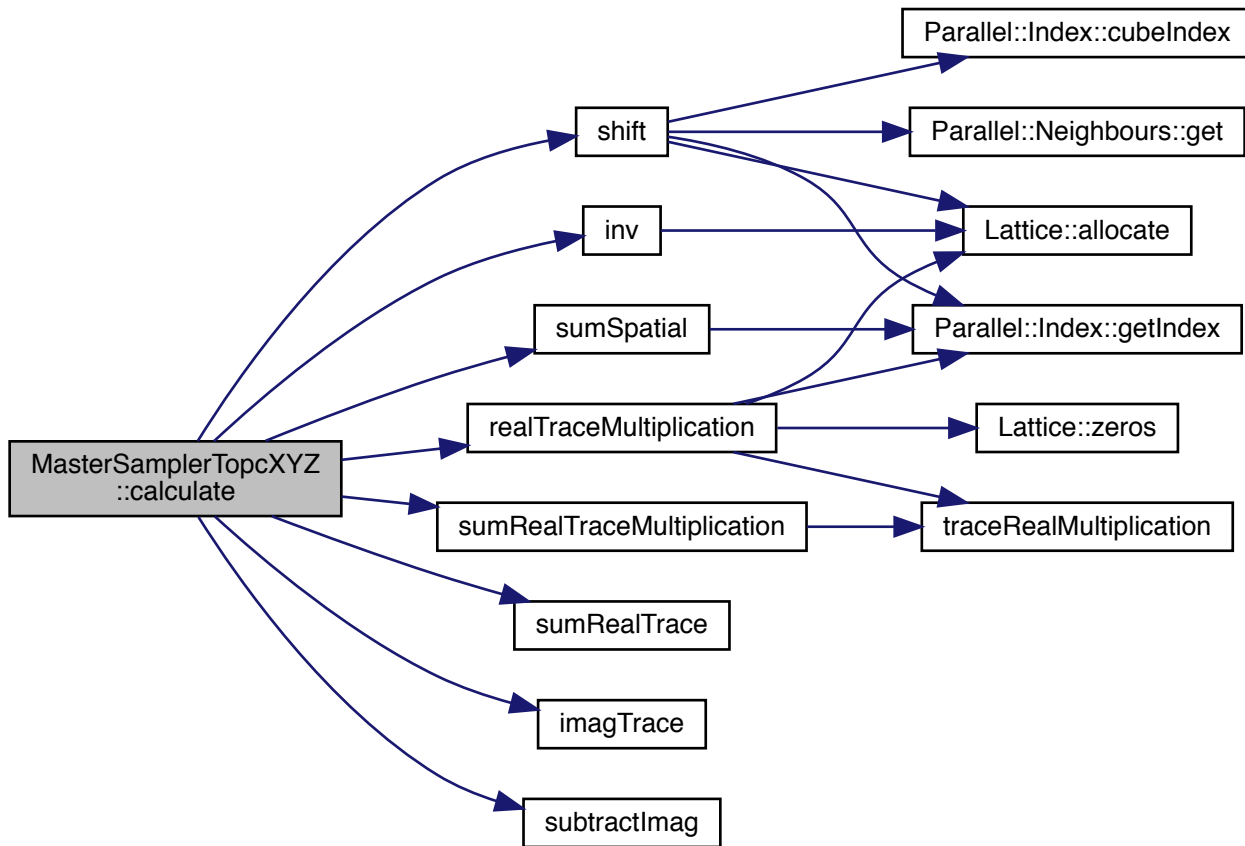 Parallel::Index::cubeIndex
shift
Parallel::Neighbours::get
inv
Lattice::allocate
sumSpatial
Parallel::Index::getIndex
realTraceMultiplication
Lattice::zeros
MasterSamplerTopcXYZ
::calculate
sumRealTraceMultiplication
traceRealMultiplication
sumRealTrace
imagTrace
subtractImag